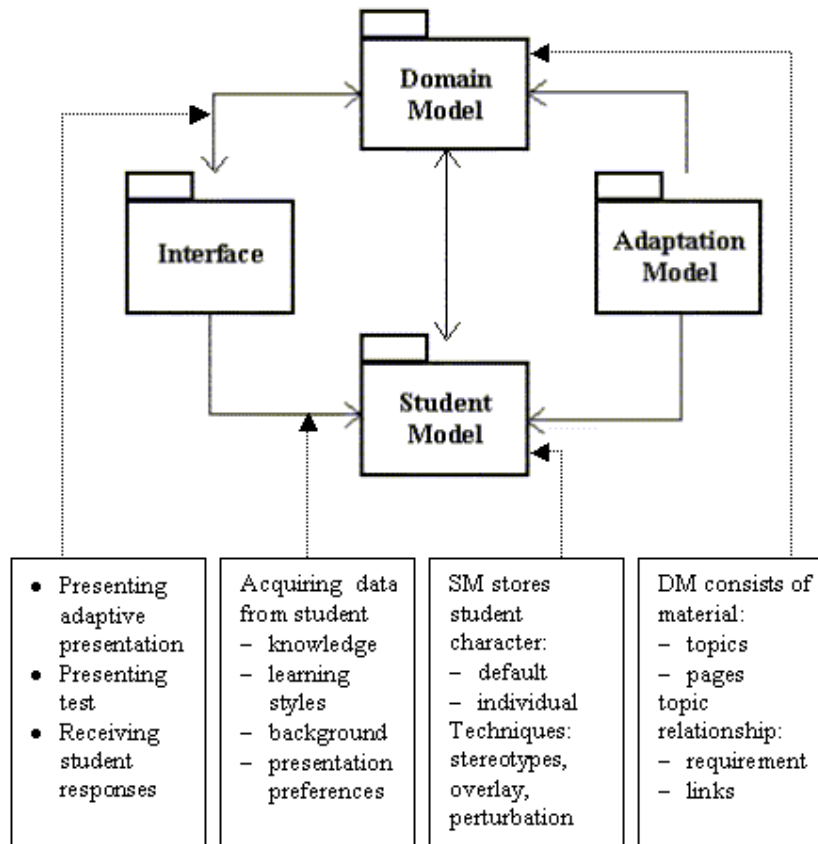 Domain
Model
Interface
Adaptation
Model
Student
Model
● Presenting
adaptive
presentation
● Presenting
test
● Receiving
student
responses
Acquiring data
from student
– knowledge
– learning
styles
– background
– presentation
preferences
SM stores
student
character:
– default
– individual
Techniques:
stereotypes,
overlay,
perturbation
DM consists of
material:
– topics
– pages
topic
relationship:
– requirement
– links